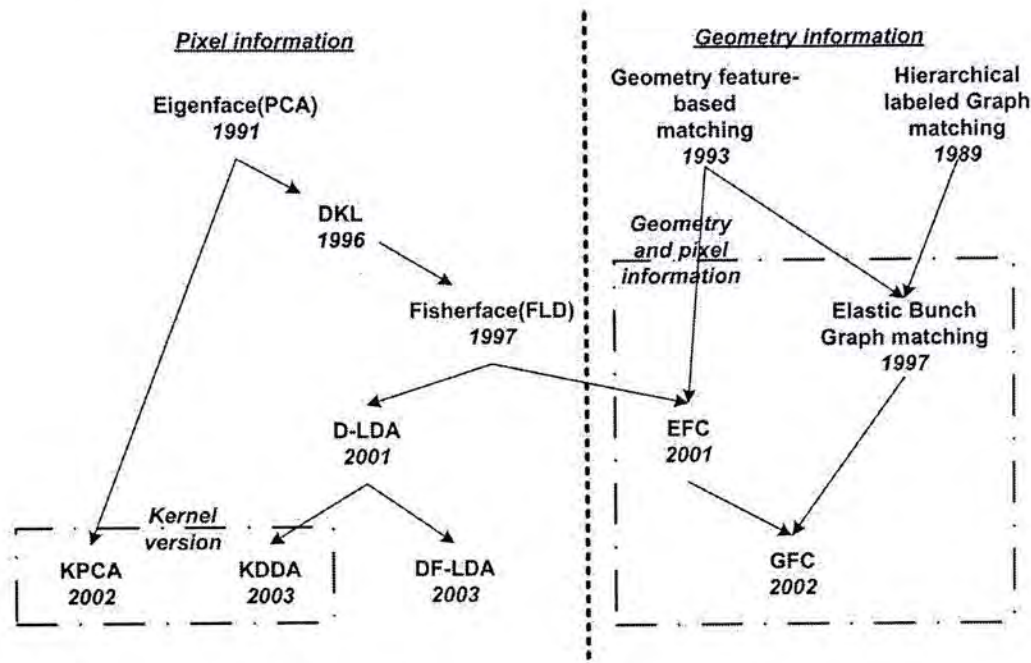 Pixel information
Geometry information
Eigenface(PCA)
1991
DKL
1996
Fisherface(FLD)
1997
D-LDA
2001
Kernel
version
KPCA
2002
KDDA
2003
DF-LDA
2003
Geometry feature-
based
matching
1993
Hierarchical
labeled Graph
matching
1989
Geometry
and pixel
information
Elastic Bunch
Graph matching
1997
EFC
2001
GFC
2002